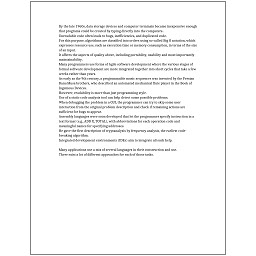 By the late 1960s, data storage devices and computer terminals became inexpensive enough
that programs could be created by typing directly into the computers.
Unreadable code often leads to bugs, inefficiencies, and duplicated code.
For this purpose, algorithms are classified into orders using so-called Big O notation, which
expresses resource use, such as execution time or memory consumption, in terms of the size
of an input.
It affects the aspects of quality above, including portability, usability and most importantly
maintainability.
Many programmers use forms of Agile software development where the various stages of
formal software development are more integrated together into short cycles that take a few
weeks rather than years.
As early as the 9th century, a programmable music sequencer was invented by the Persian
Banu Musa brothers, who described an automated mechanical flute player in the Book of
Ingenious Devices.
However, readability is more than just programming style.
Use of a static code analysis tool can help detect some possible problems.
When debugging the problem in a GUI, the programmer can try to skip some user
interaction from the original problem description and check if remaining actions are
sufficient for bugs to appear.
Assembly languages were soon developed that let the programmer specify instruction in a
text format (e.g., ADD X, TOTAL), with abbreviations for each operation code and
meaningful names for specifying addresses.
He gave the first description of cryptanalysis by frequency analysis, the earliest code-
breaking algorithm.
Integrated development environments (IDEs) aim to integrate all such help.
Many applications use a mix of several languages in their construction and use.
There exist a lot of different approaches for each of those tasks.